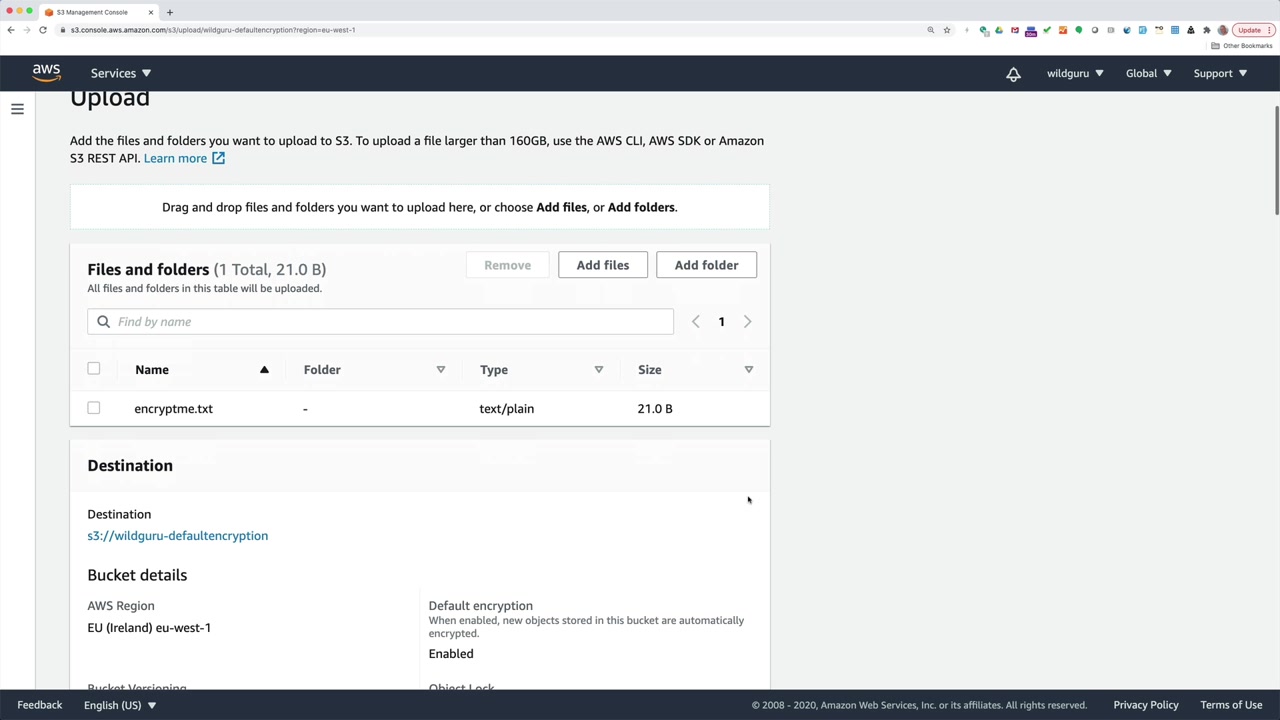 S3 Management Console
s3.console.aws.amazon.com/s3/upload/wildguru-defaultencryption?region=eu-west-1
Update
Other Bookmarks
aws
Services
wildguru
Global
Support
Upload
Add the files and folders you want to upload to S3. To upload a file larger than 160GB, use the AWS CLI, AWS SDK or Amazon
S3 REST API. Learn more
Drag and drop files and folders you want to upload here, or choose Add files, or Add folders.
Files and folders (1 Total, 21.0 B)
All files and folders in this table will be uploaded.
Remove
Add files
Add folder
Find by name
1
Name
Folder
Type
Size
encryptme.txt
-
text/plain
21.0 B
Destination
Destination
s3://wildguru-defaultencryption
Bucket details
AWS Region
EU (Ireland) eu-west-1
Default encryption
When enabled, new objects stored in this bucket are automatically
encrypted.
Enabled
Bucket Versioning
Object Lock
Feedback
English (US)
© 2008 - 2020, Amazon Web Services, Inc. or its affiliates. All rights reserved.
Privacy Policy
Terms of Use